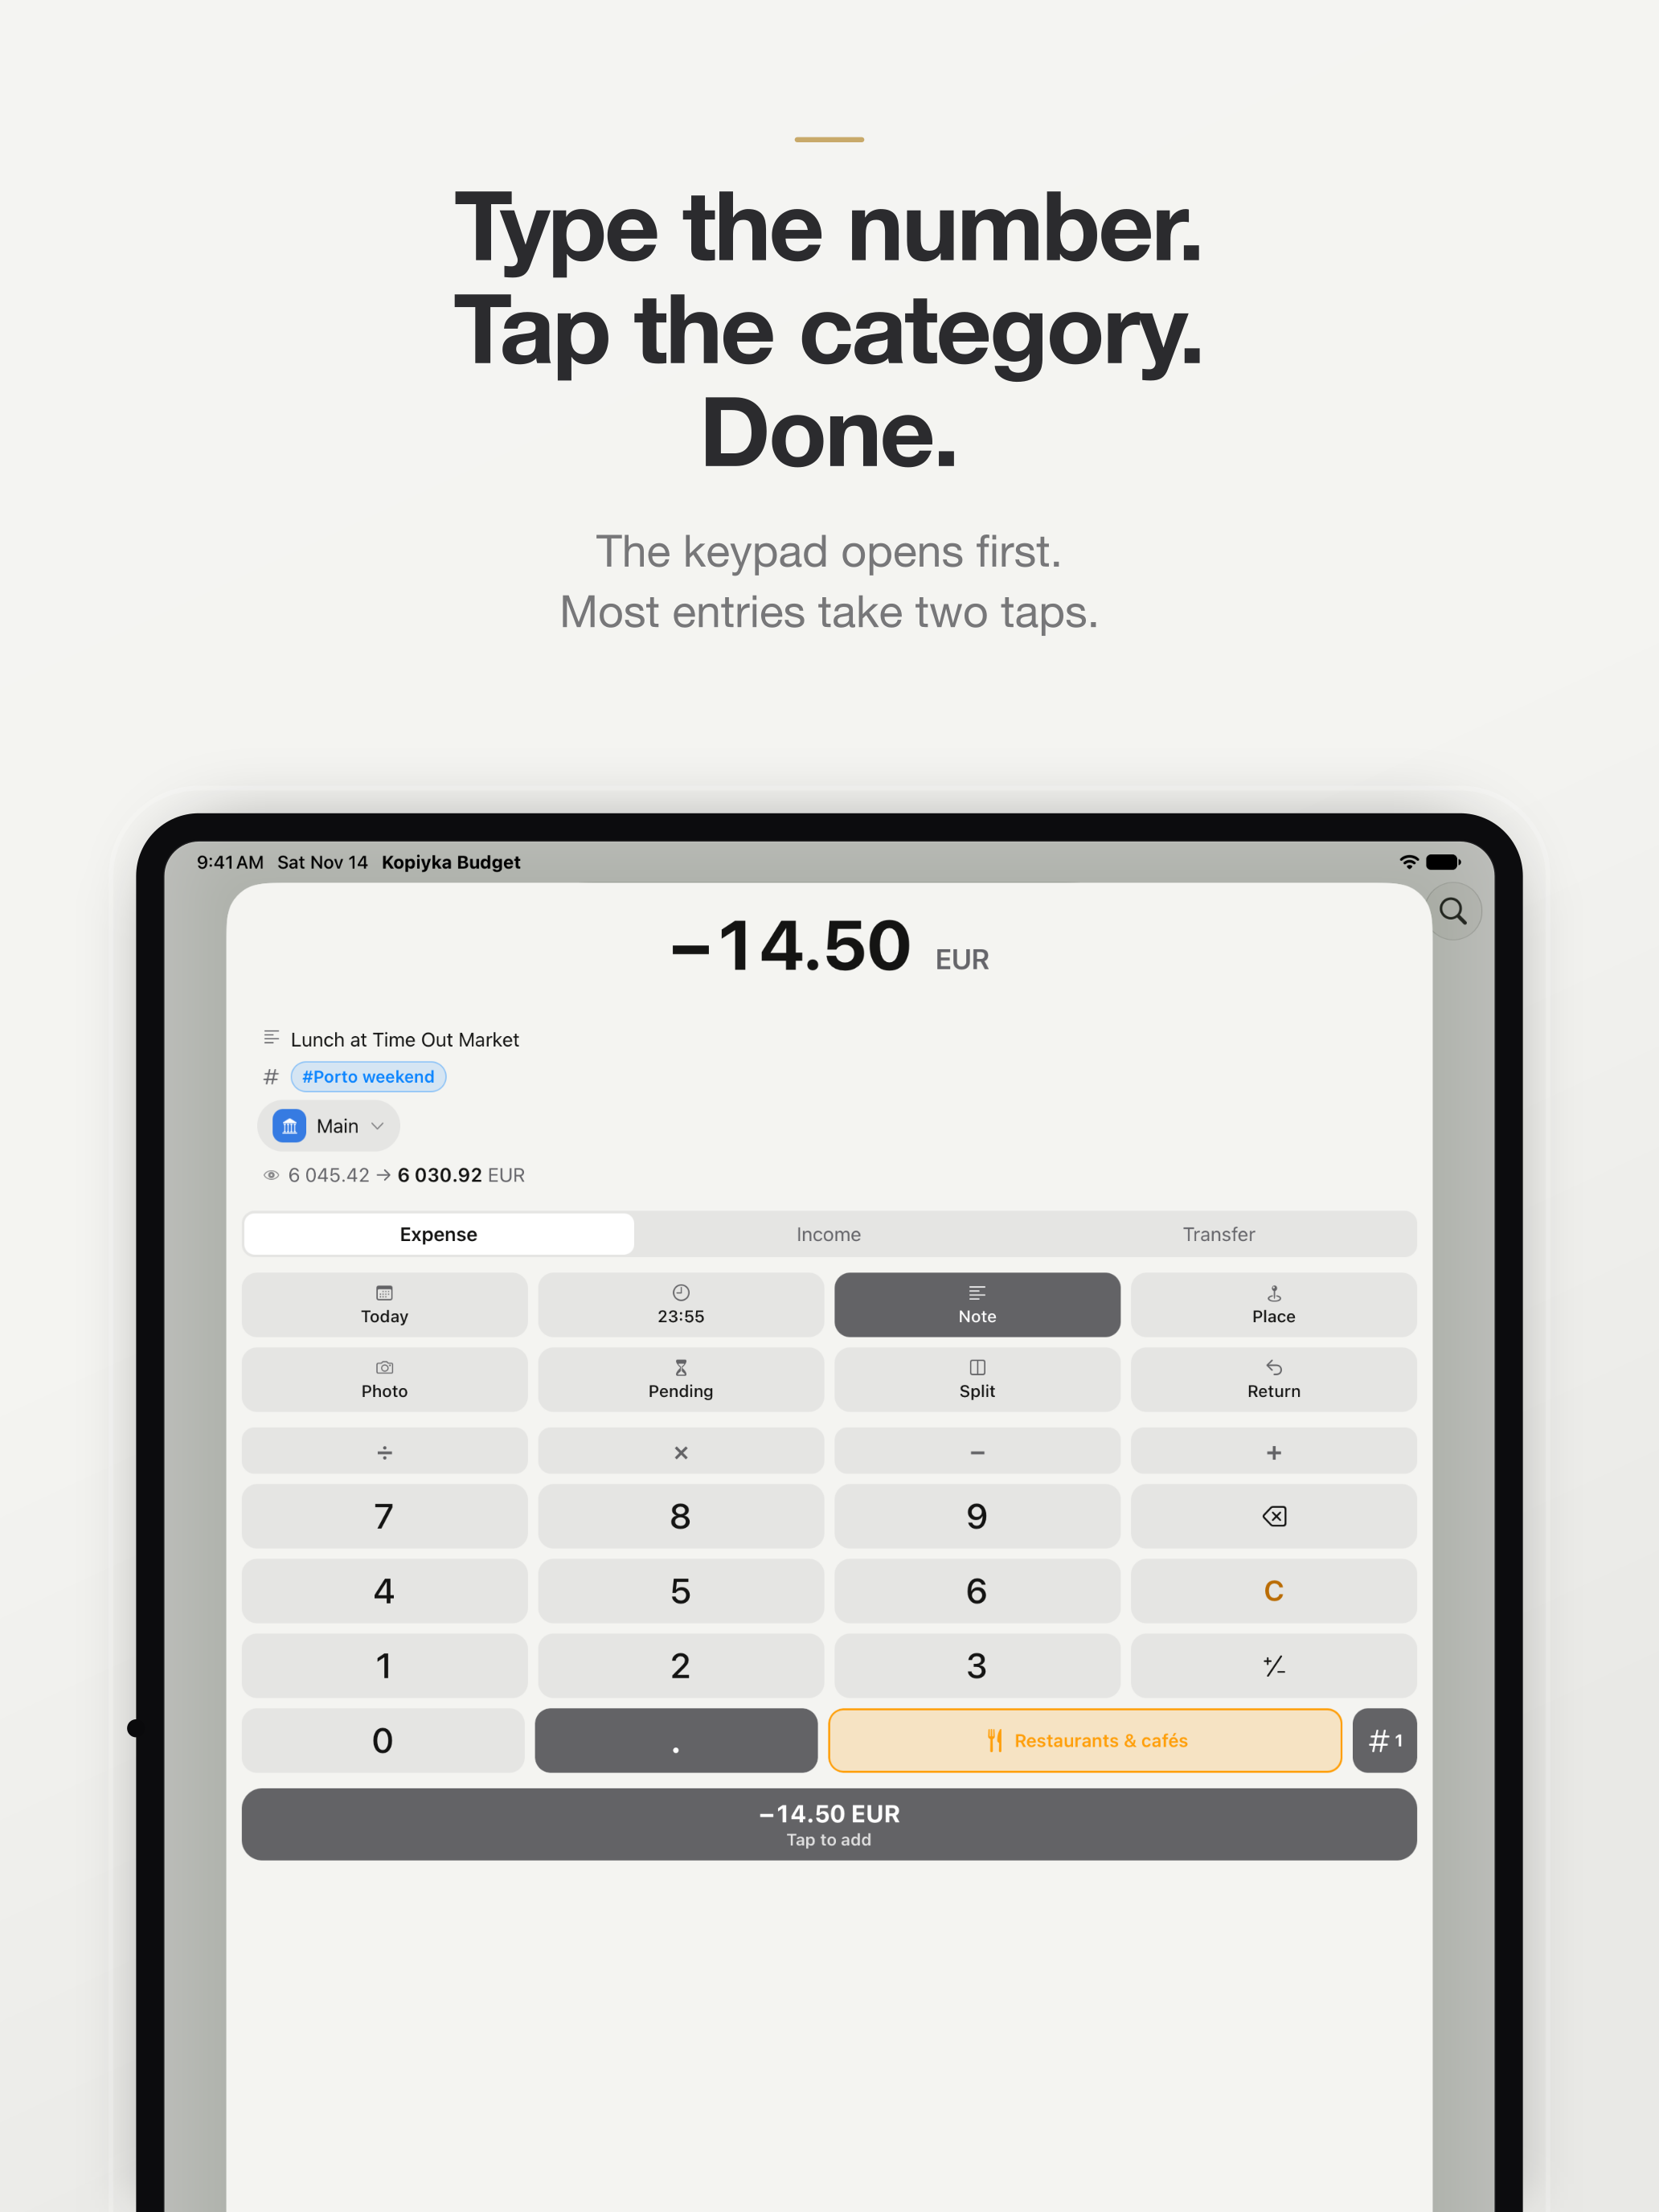 Type the number.
Tap the category.
Done.
The keypad opens first.
Most entries take two taps.
9:41 AM Sat Nov 14 Kopiyka Budget
−14.50 EUR
Lunch at Time Out Market
# #Porto weekend
Main
6 045.42 → 6 030.92 EUR
Expense Income Transfer
Today 23:55 Note Place
Photo Pending Split Return
÷ × − +
7 8 9
4 5 6 C
1 2 3 +/−
0 . Restaurants & cafés # 1
−14.50 EUR
Tap to add